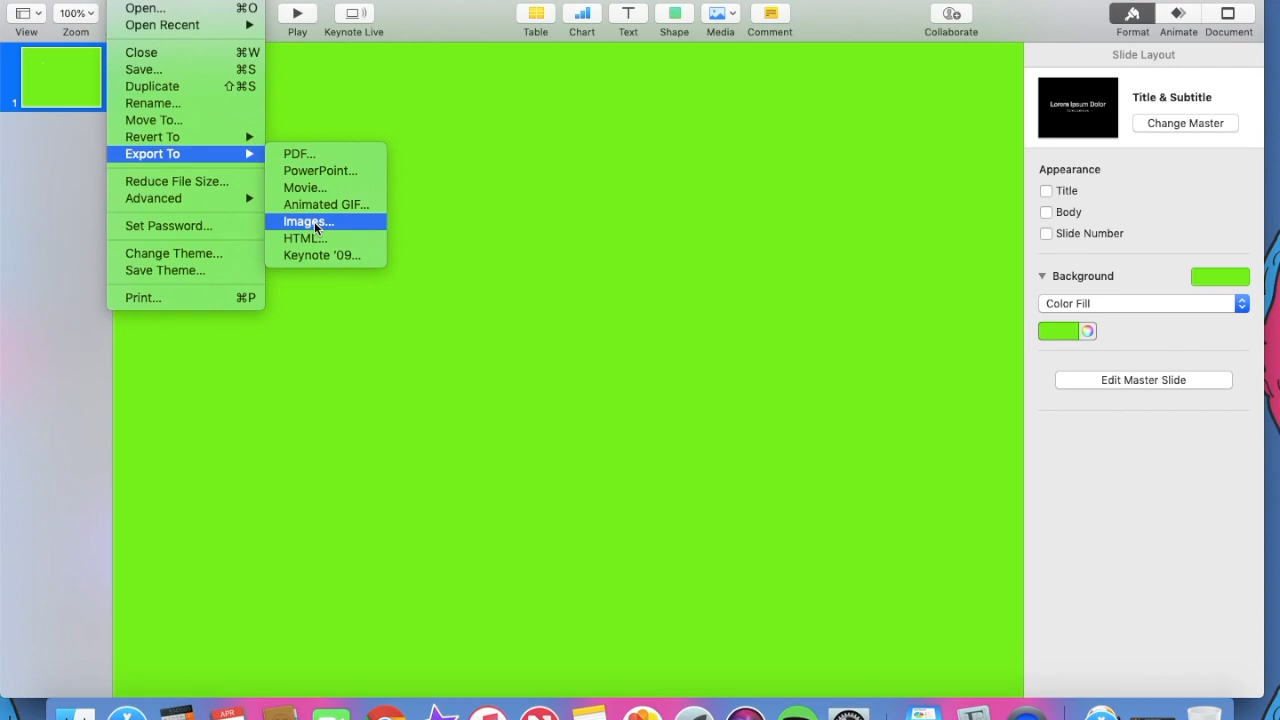 Open... ⌘O
Open Recent
Close ⌘W
Save... ⌘S
Duplicate ⇧⌘S
Rename...
Move To...
Revert To
Export To
Reduce File Size...
Advanced
Set Password...
Change Theme...
Save Theme...
Print... ⌘P
PDF...
PowerPoint...
Movie...
Animated GIF...
Images...
HTML...
Keynote '09...
100%
View
Zoom
Play
Keynote Live
Table
Chart
Text
Shape
Media
Comment
Collaborate
Format
Animate
Document
1
Slide Layout
Lorem Ipsum Dolor
Title & Subtitle
Change Master
Appearance
Title
Body
Slide Number
Background
Color Fill
Edit Master Slide
APR